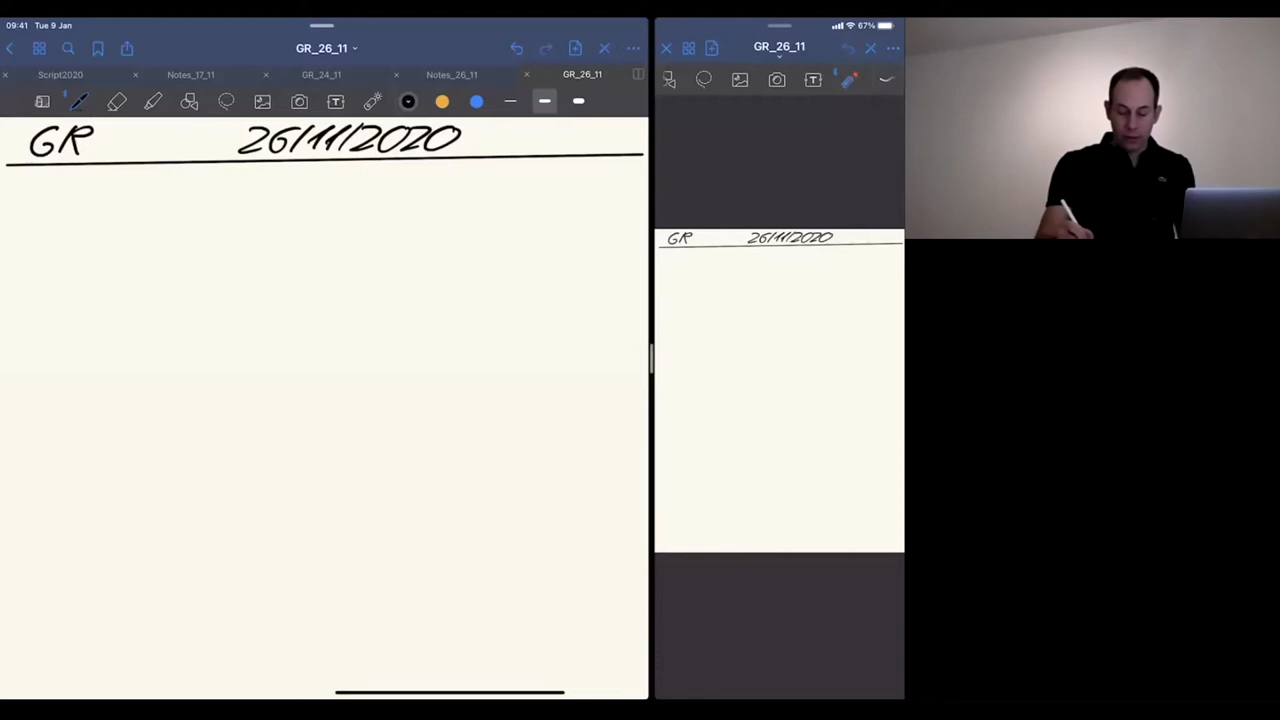 09:41 Tue 9 Jan
67%
GR_26_11
GR_26_11
Script2020
Notes_17_11
GR_24_11
Notes_26_11
GR_26_11
GR 26/11/2020
GR 26/11/2020